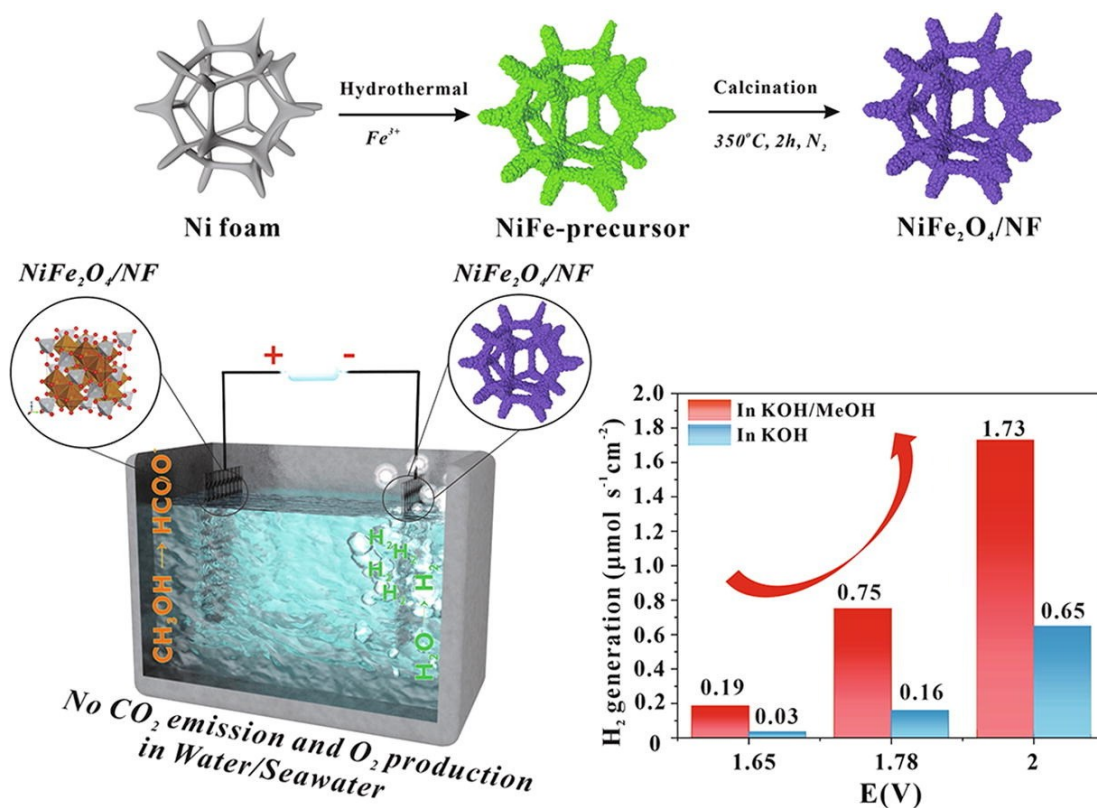 Hydrothermal
Fe³⁺
Calcination
350°C, 2h, N₂
Ni foam
NiFe-precursor
NiFe₂O₄/NF
NiFe₂O₄/NF
NiFe₂O₄/NF
+
-
CH₃OH → HCOO
H₂
H₂
H₂
H₂
H₂O → H₂
No CO₂ emission and O₂ production
in Water/Seawater
H₂ generation (μmol s⁻¹cm⁻²)
2.0
1.8
1.6
1.4
1.2
1.0
0.8
0.6
0.4
0.2
0
In KOH/MeOH
In KOH
0.19
0.03
0.75
0.16
1.73
0.65
1.65
1.78
2
E(V)